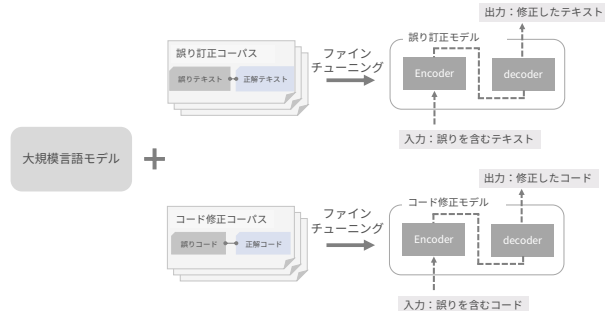 出力：修正したテキスト
誤り訂正モデル
誤り訂正コーパス
ファイン
チューニング
誤りテキスト
正解テキスト
Encoder
decoder
入力：誤りを含むテキスト
大規模言語モデル
出力：修正したコード
コード修正モデル
コード修正コーパス
ファイン
チューニング
誤りコード
正解コード
Encoder
decoder
入力：誤りを含むコード